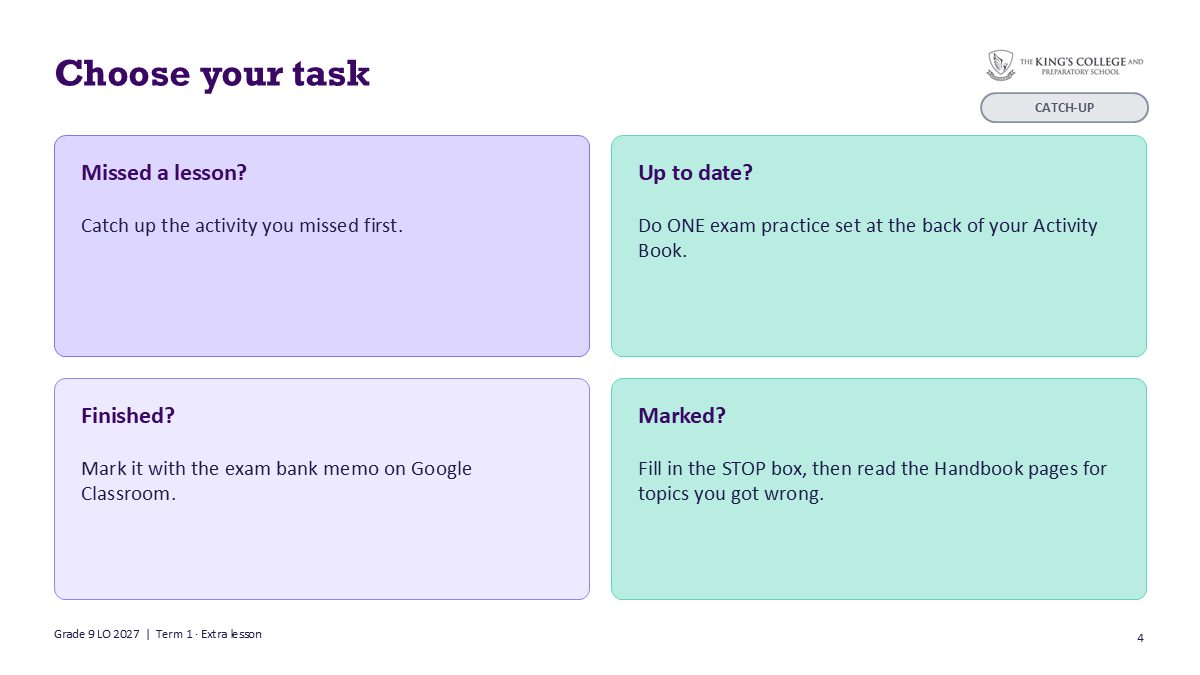 Choose your task
THE KING'S COLLEGE AND
PREPARATORY SCHOOL
CATCH-UP
Missed a lesson?
Catch up the activity you missed first.
Up to date?
Do ONE exam practice set at the back of your Activity
Book.
Finished?
Mark it with the exam bank memo on Google
Classroom.
Marked?
Fill in the STOP box, then read the Handbook pages for
topics you got wrong.
Grade 9 LO 2027 | Term 1 · Extra lesson
4